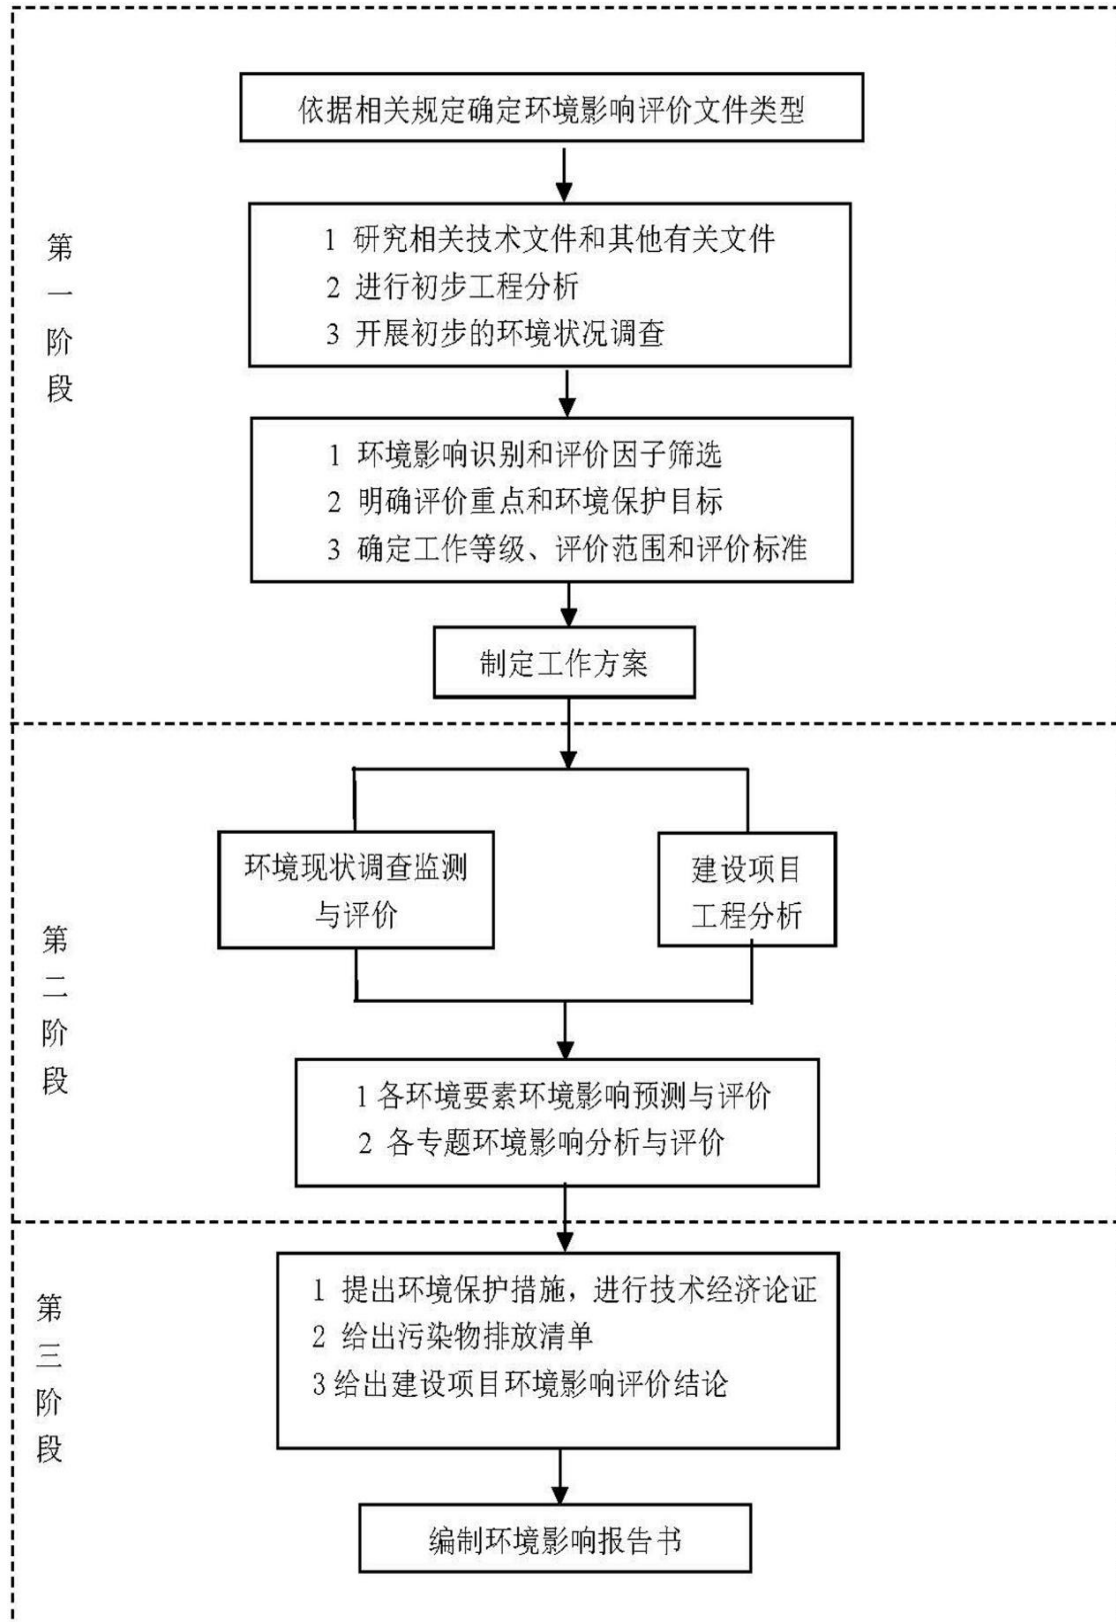 第一阶段
依据相关规定确定环境影响评价文件类型
1 研究相关技术文件和其他有关文件
2 进行初步工程分析
3 开展初步的环境状况调查
1 环境影响识别和评价因子筛选
2 明确评价重点和环境保护目标
3 确定工作等级、评价范围和评价标准
制定工作方案
第二阶段
环境现状调查监测
与评价
建设项目
工程分析
1各环境要素环境影响预测与评价
2 各专题环境影响分析与评价
第三阶段
1 提出环境保护措施，进行技术经济论证
2 给出污染物排放清单
3给出建设项目环境影响评价结论
编制环境影响报告书